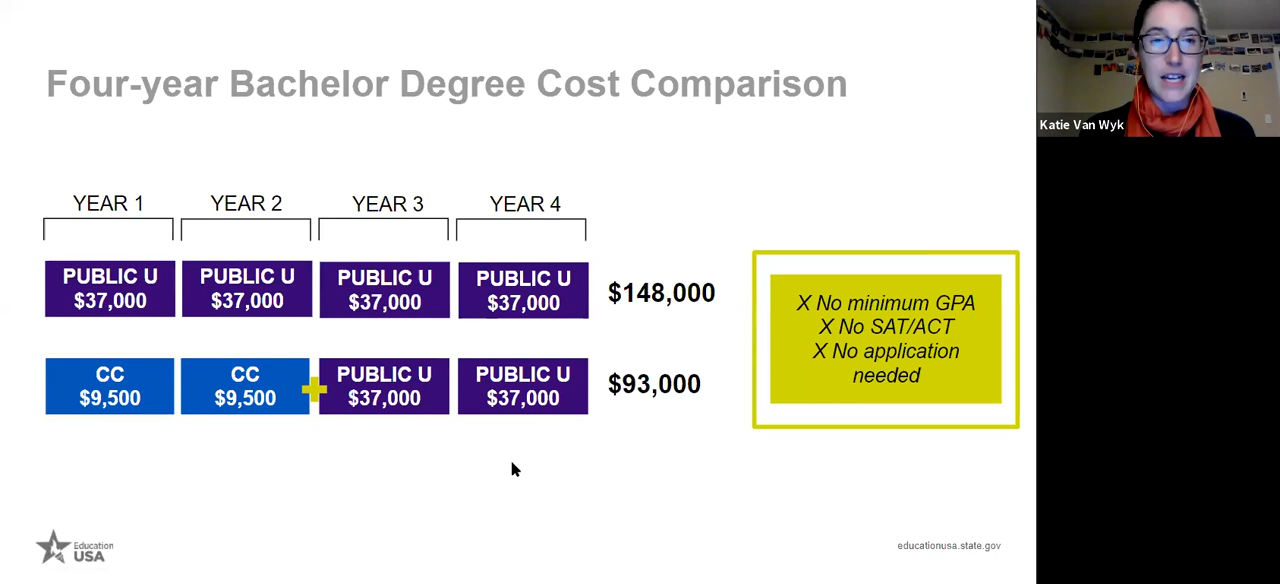 Four-year Bachelor Degree Cost Comparison
Katie Van Wyk
YEAR 1 YEAR 2 YEAR 3 YEAR 4
PUBLIC U PUBLIC U PUBLIC U PUBLIC U
$37,000 $37,000 $37,000 $37,000
$148,000
CC CC PUBLIC U PUBLIC U
$9,500 $9,500 $37,000 $37,000
$93,000
X No minimum GPA
X No SAT/ACT
X No application
needed
Education
USA
educationusa.state.gov